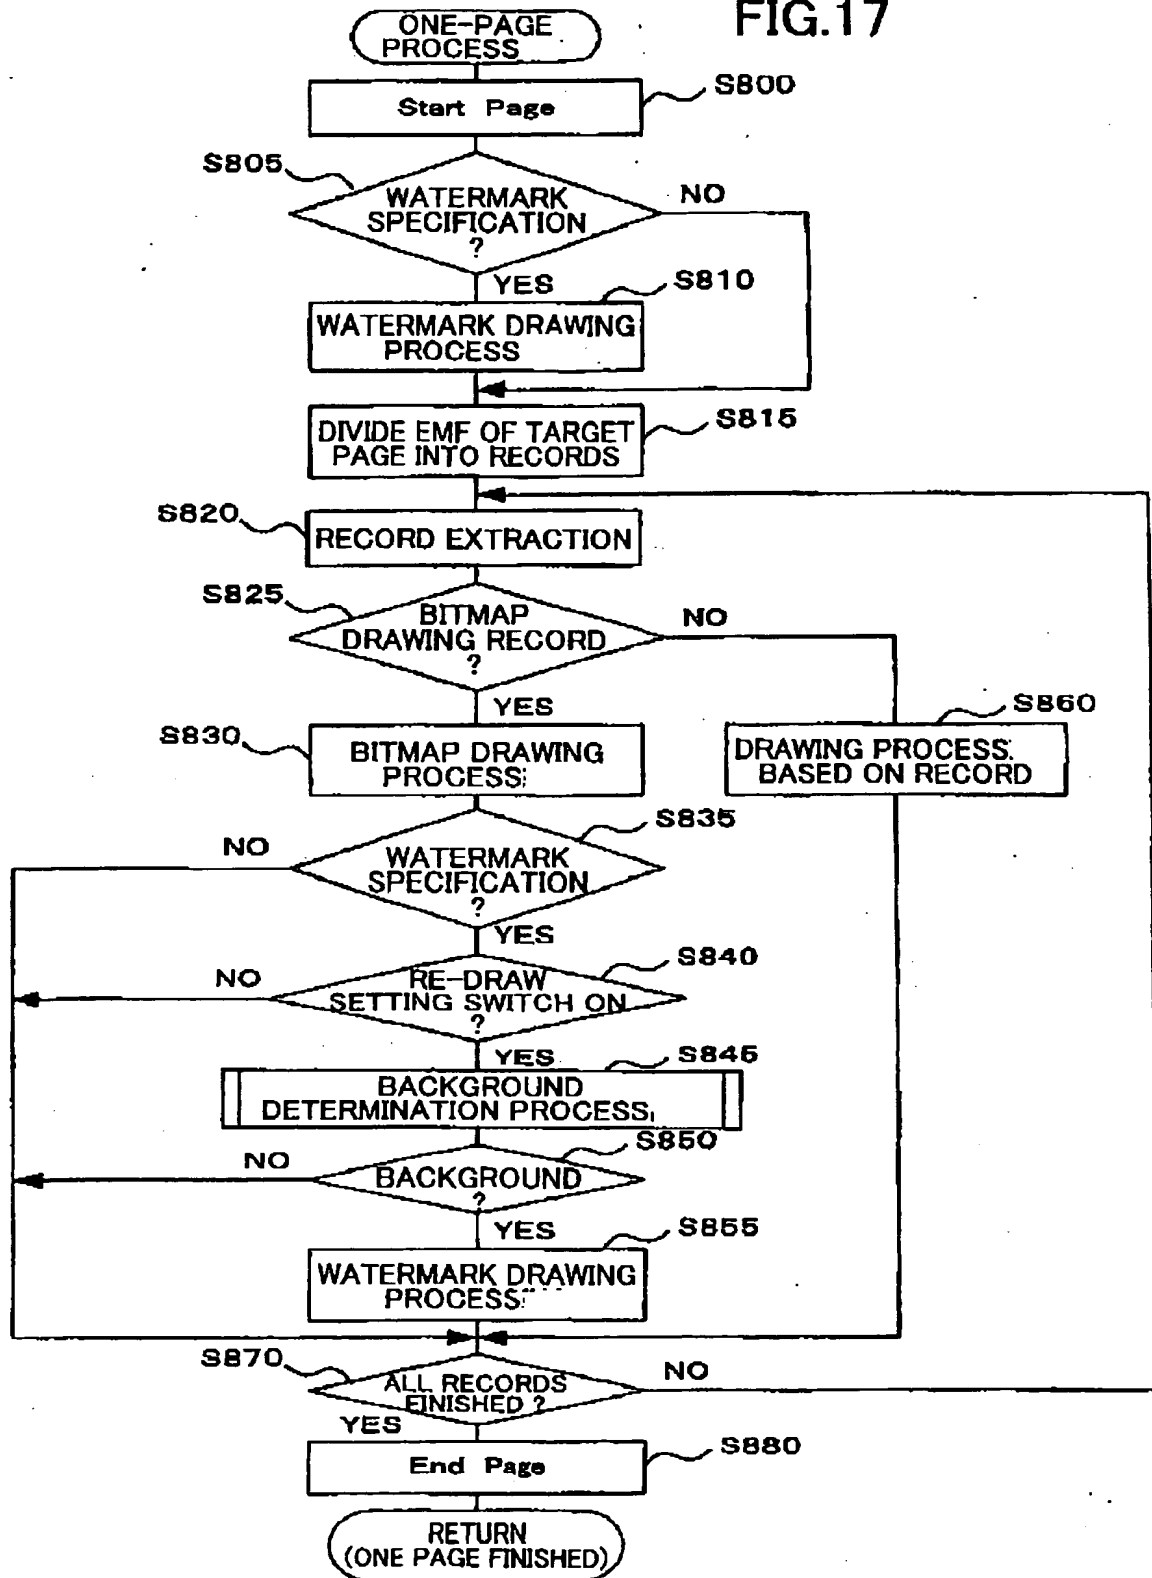 FIG.17
ONE-PAGE
PROCESS
S800
Start Page
S805
WATERMARK
SPECIFICATION
?
NO
YES
S810
WATERMARK DRAWING
PROCESS
S815
DIVIDE EMF OF TARGET
PAGE INTO RECORDS
S820
RECORD EXTRACTION
S825
BITMAP
DRAWING RECORD
?
NO
YES
S830
BITMAP DRAWING
PROCESS
S860
DRAWING PROCESS
BASED ON RECORD
S835
NO
WATERMARK
SPECIFICATION
?
YES
S840
NO
RE-DRAW
SETTING SWITCH ON
?
YES
S845
BACKGROUND
DETERMINATION PROCESS
S850
NO
BACKGROUND
?
YES
S855
WATERMARK DRAWING
PROCESS
S870
ALL RECORDS
FINISHED ?
NO
YES
S880
End Page
RETURN
(ONE PAGE FINISHED)